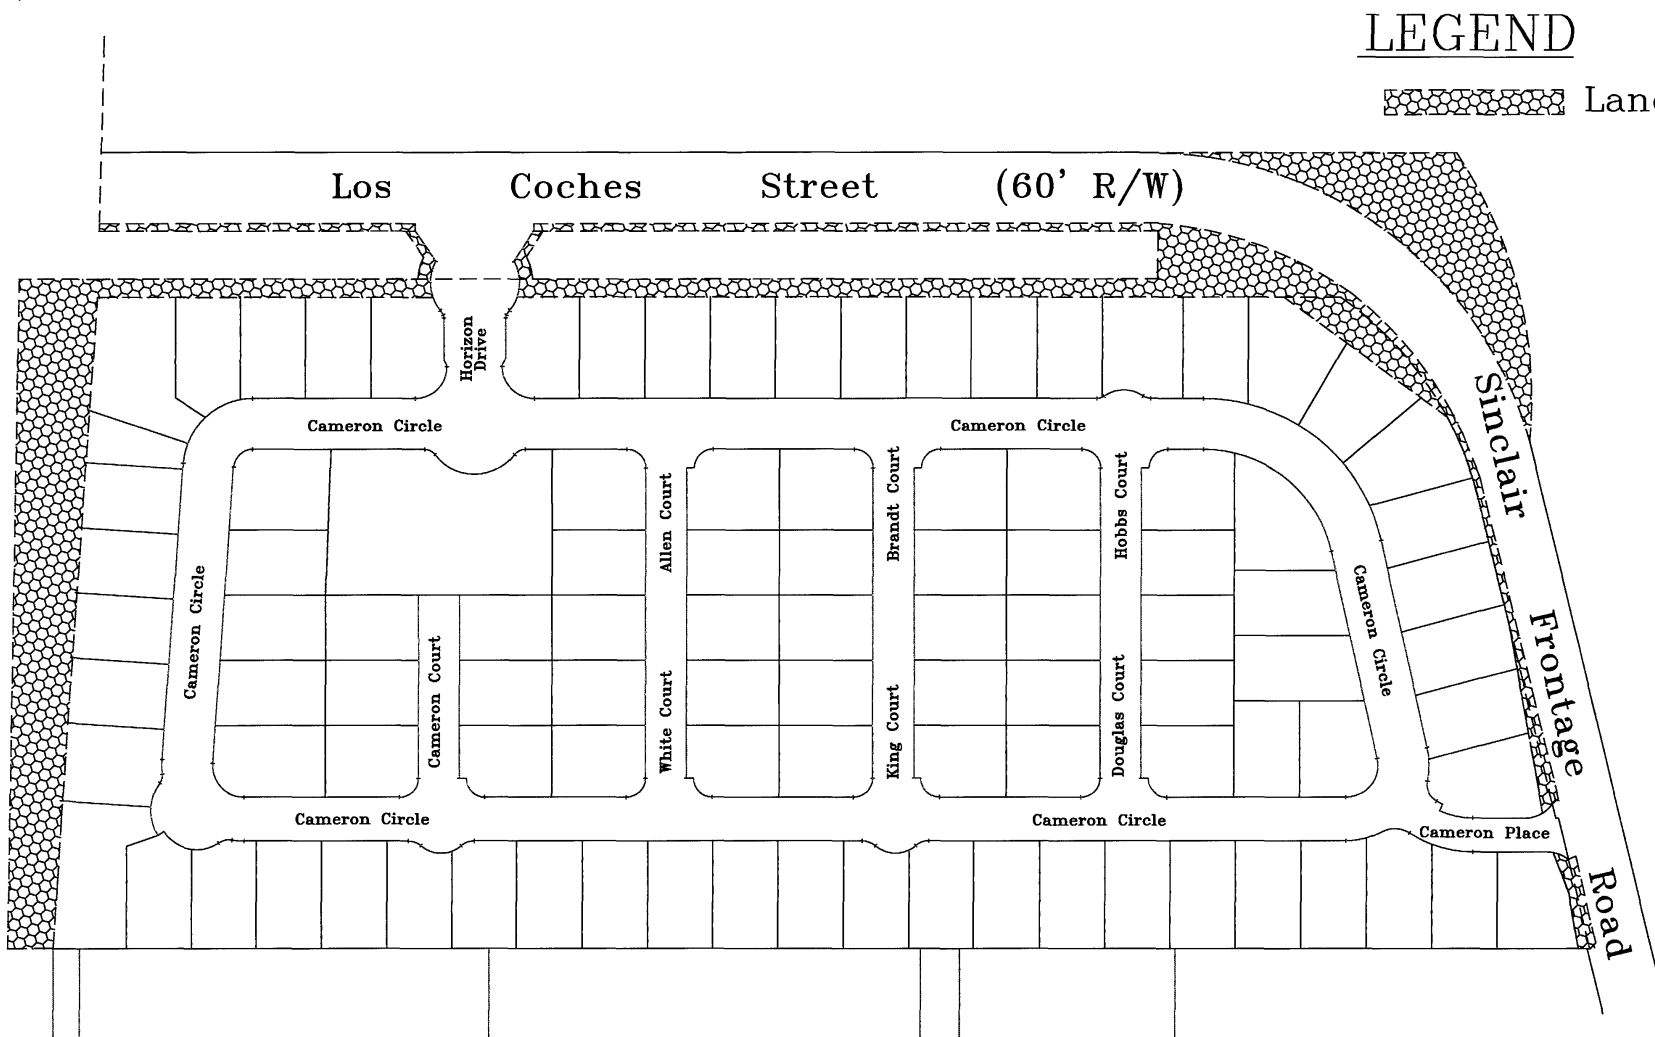 LEGEND
Los Coches Street (60' R/W)
Horizon
Drive
Cameron Circle
Cameron Circle
Allen Court
Brandt Court
Hobbs Court
Sinclair Frontage Road
Cameron Circle
Cameron Circle
Cameron Court
White Court
King Court
Douglas Court
Cameron Circle
Cameron Circle
Cameron Place